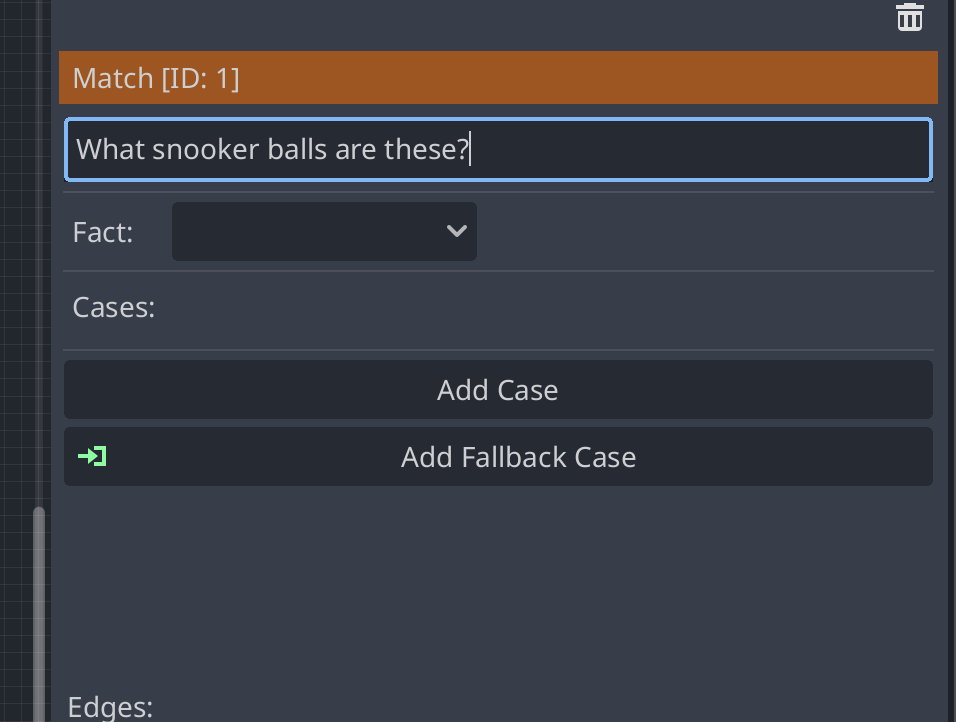 Match [ID: 1]
What snooker balls are these?
Fact:
Cases:
Add Case
Add Fallback Case
Edges: